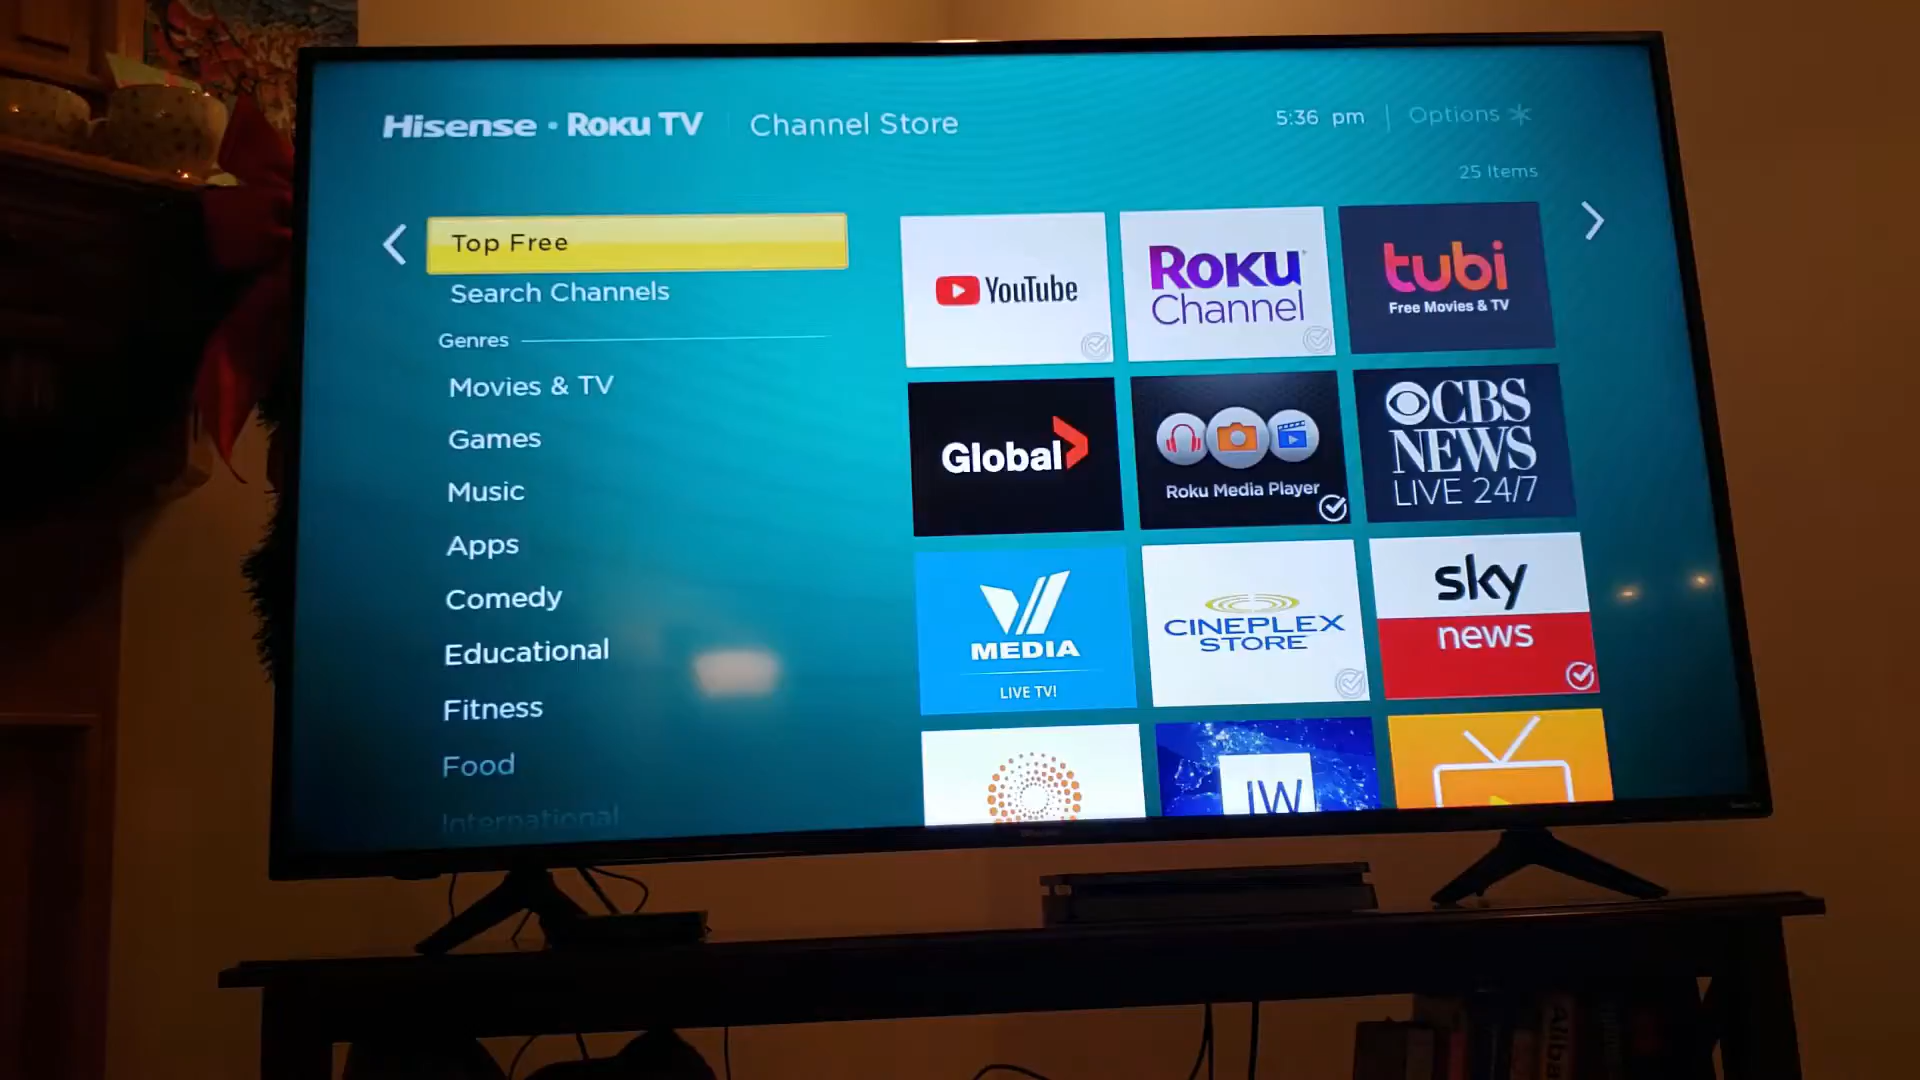 Hisense • Roku TV
Channel Store
5:36 pm
Options
25 Items
Top Free
Search Channels
Genres
Movies & TV
Games
Music
Apps
Comedy
Educational
Fitness
Food
International
YouTube
Roku
Channel
tubi
Free Movies & TV
Global
Roku Media Player
CBS
NEWS
LIVE 24/7
MEDIA
LIVE TV!
CINEPLEX
STORE
sky
news
IW